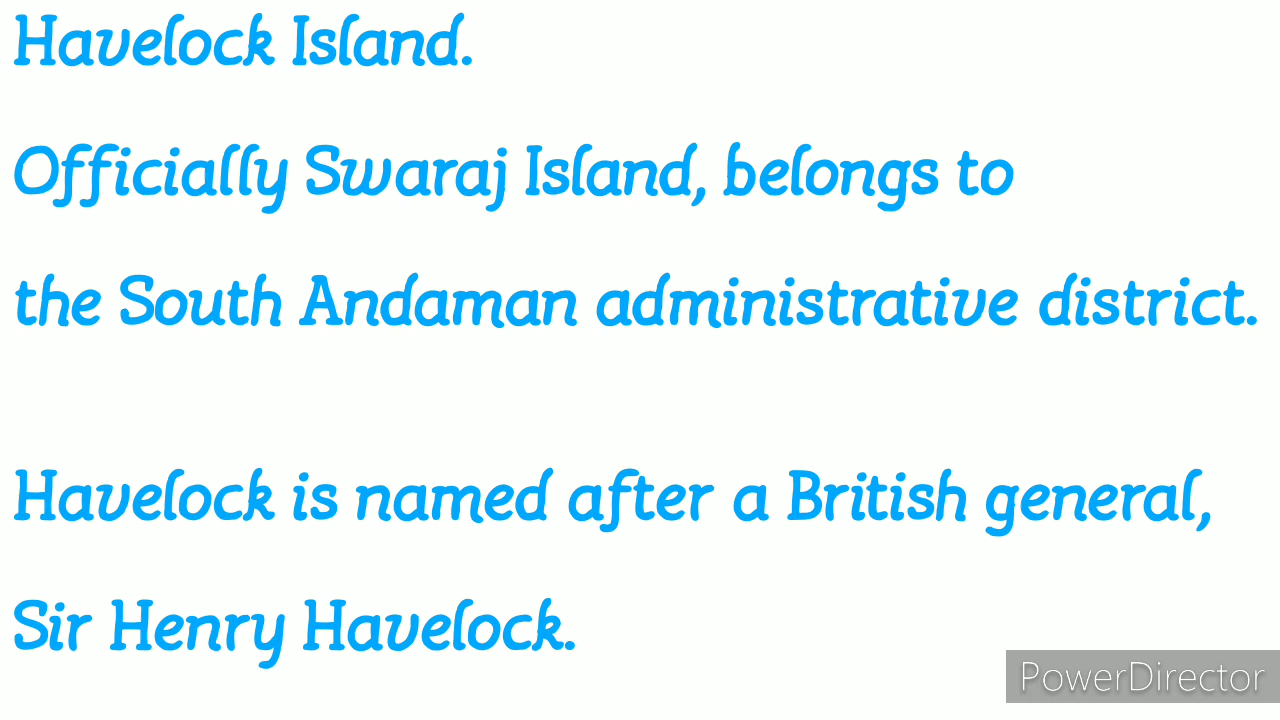 Havelock Island.
Officially Swaraj Island, belongs to
the South Andaman administrative district.
Havelock is named after a British general,
Sir Henry Havelock.
PowerDirector